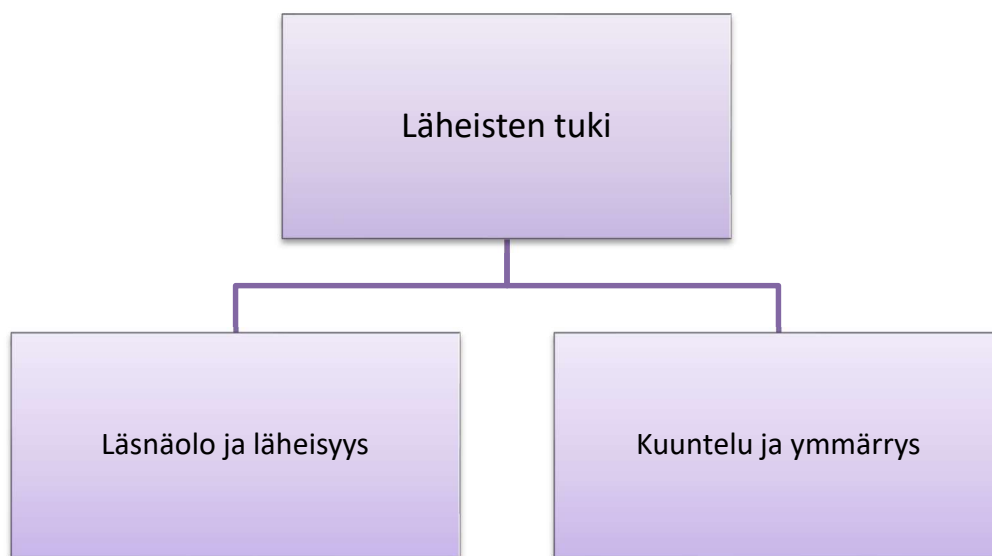 Läheisten tuki
Läsnäolo ja läheisyys
Kuuntelu ja ymmärrys